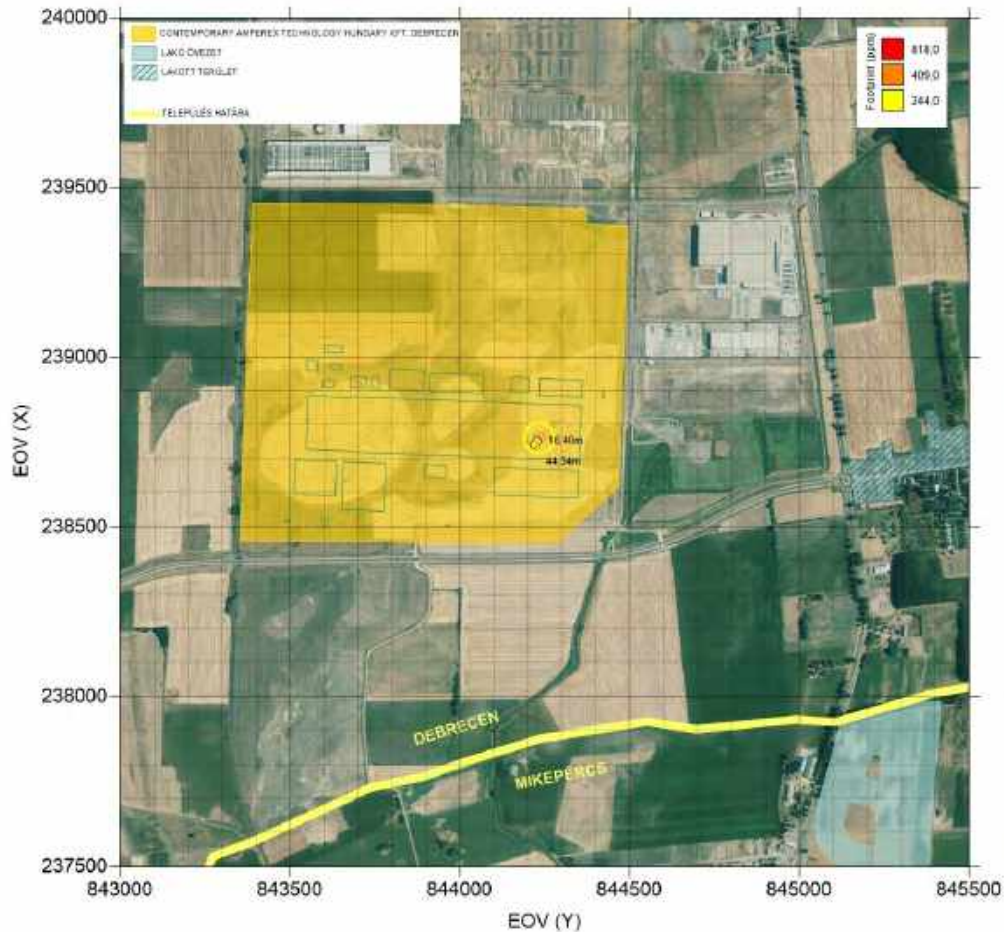 240000
CONTEMPORARY AMPEREX TECHNOLOGY HUNGARY KFT. DEBRECEN
LAKÓ ÖVEZET
LAKOTT TERÜLET
TELEPÜLÉS HATÁRA
Footprint (ppm)
818,0
409,0
344,0
239500
239000
EOV (X)
16,40m
44,34m
238500
238000
DEBRECEN
MIKEPÉRCS
237500
843000 843500 844000 844500 845000 845500
EOV (Y)